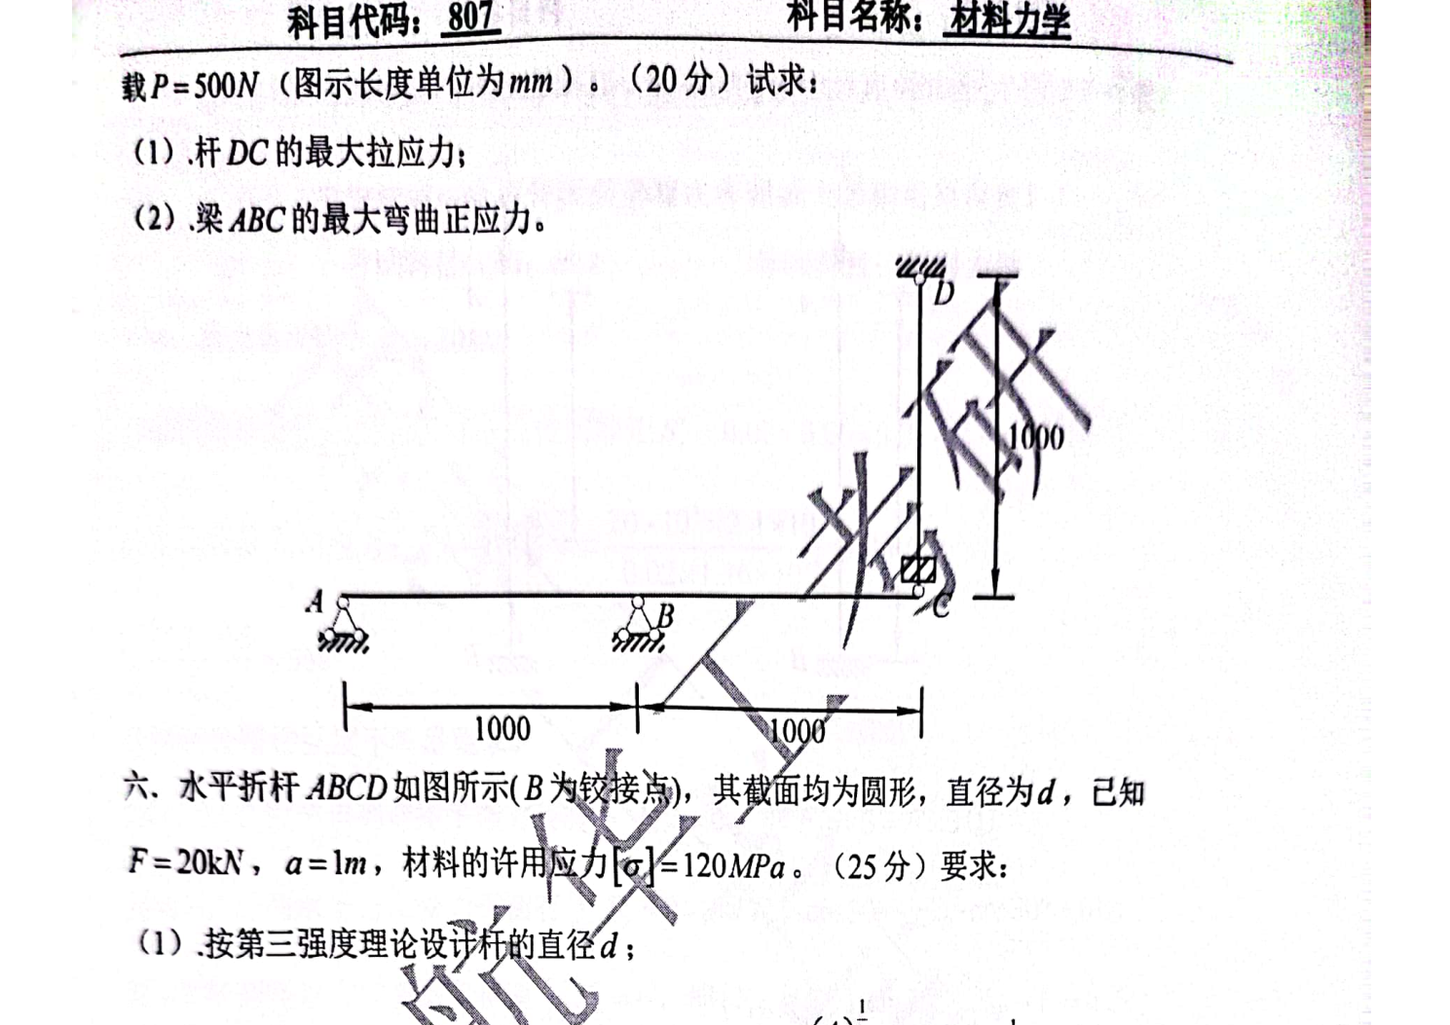 科目代码：807 科目名称：材料力学
载P=500N（图示长度单位为mm）。（20分）试求：
（1）.杆DC的最大拉应力；
（2）.梁ABC的最大弯曲正应力。
D
1000
A
B
C
1000
1000
六．水平折杆ABCD如图所示(B为铰接点)，其截面均为圆形，直径为d，已知
F=20kN，a=1m，材料的许用应力[σ]=120MPa。（25分）要求：
（1）.按第三强度理论设计杆的直径d；